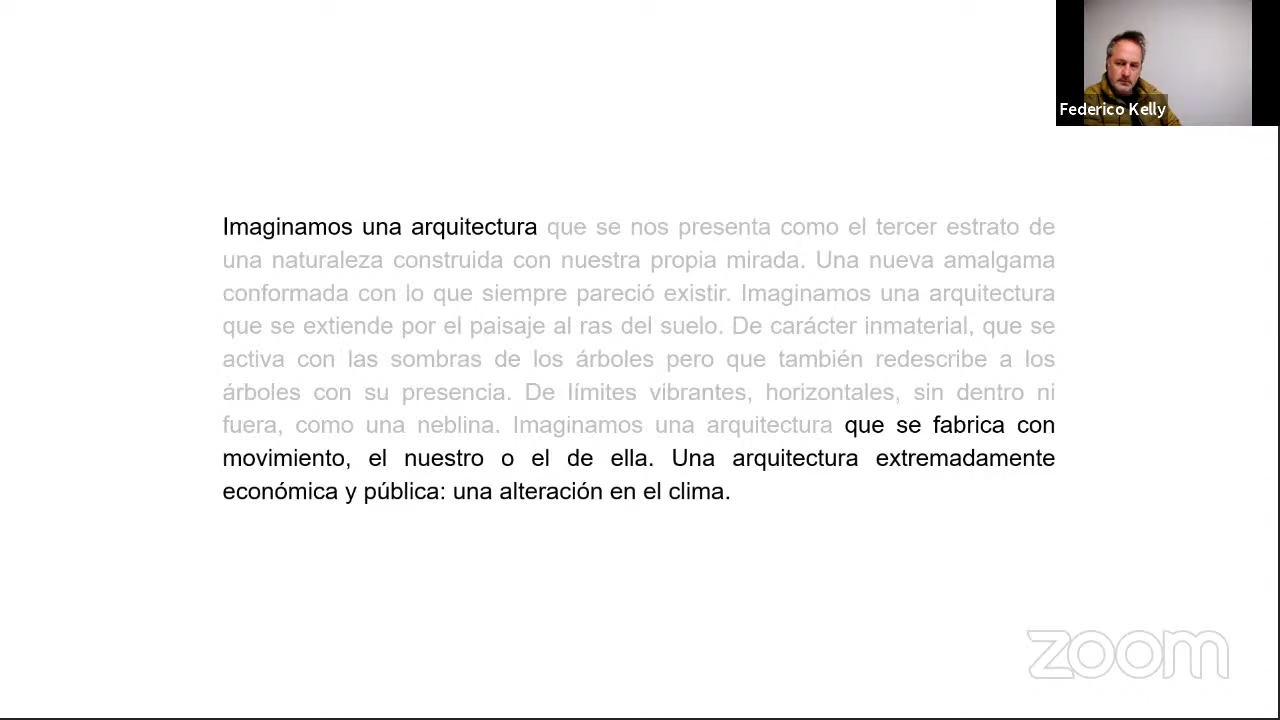 Federico Kelly
Imaginamos una arquitectura que se nos presenta como el tercer estrato de
una naturaleza construida con nuestra propia mirada. Una nueva amalgama
conformada con lo que siempre pareció existir. Imaginamos una arquitectura
que se extiende por el paisaje al ras del suelo. De carácter inmaterial, que se
activa con las sombras de los árboles pero que también redescribe a los
árboles con su presencia. De límites vibrantes, horizontales, sin dentro ni
fuera, como una neblina. Imaginamos una arquitectura que se fabrica con
movimiento, el nuestro o el de ella. Una arquitectura extremadamente
económica y pública: una alteración en el clima.
zoom